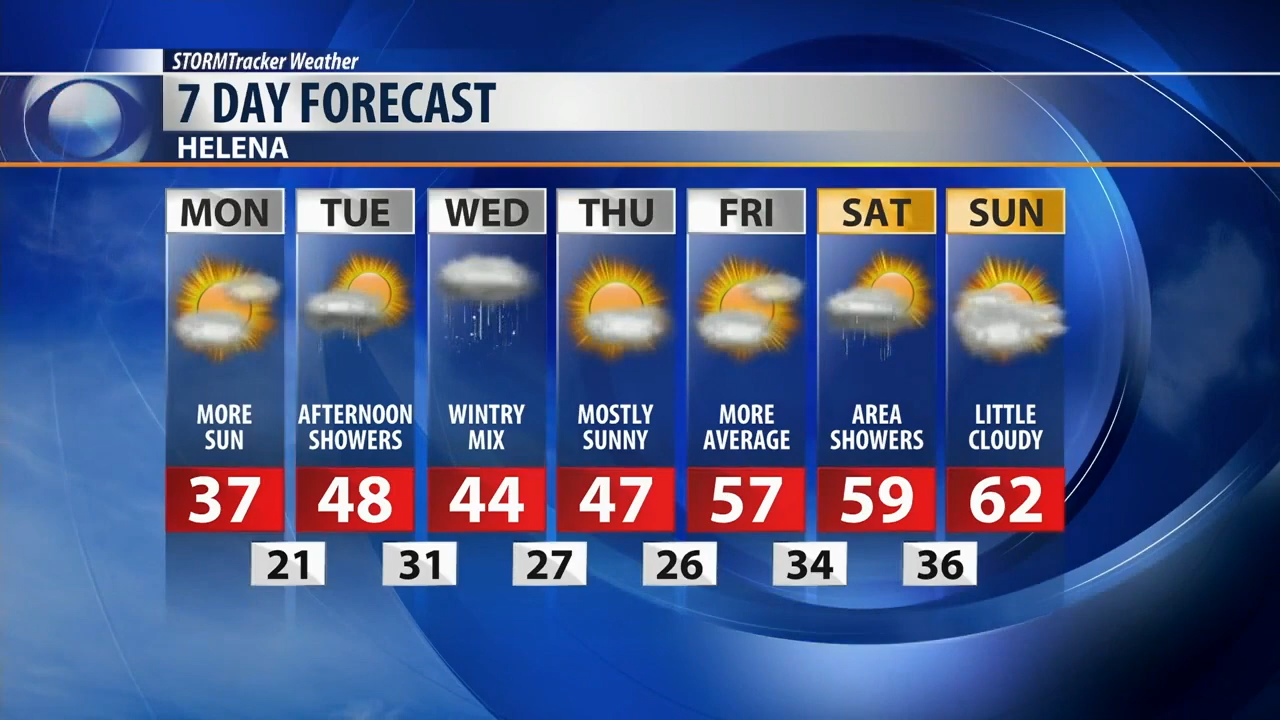 STORMTracker Weather
7 DAY FORECAST
HELENA
MON TUE WED THU FRI SAT SUN
MORE AFTERNOON WINTRY MOSTLY MORE AREA LITTLE
SUN SHOWERS MIX SUNNY AVERAGE SHOWERS CLOUDY
37 48 44 47 57 59 62
21 31 27 26 34 36